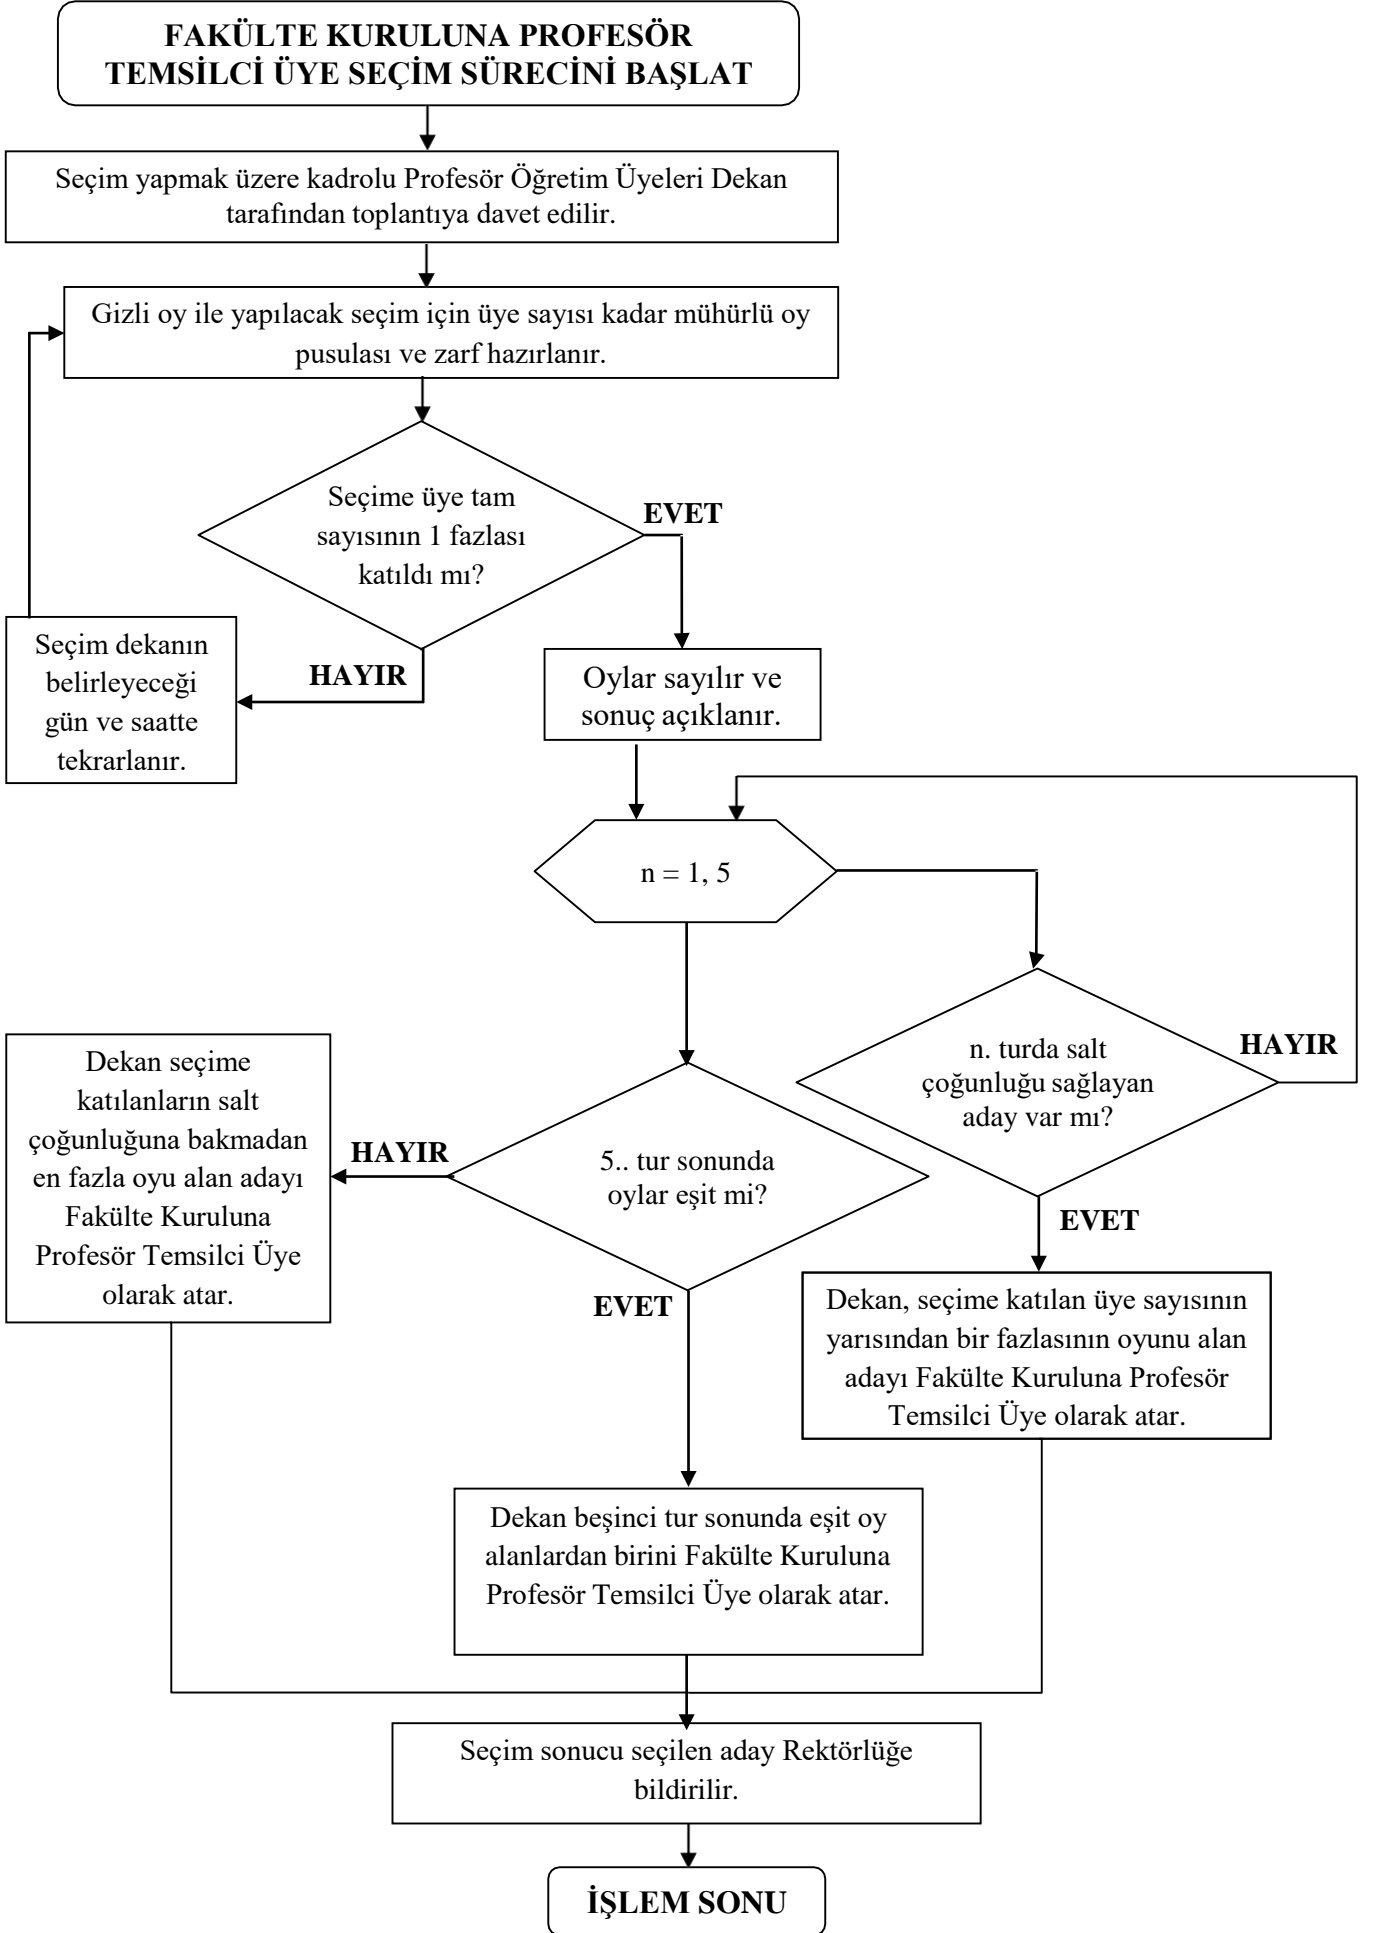 FAKÜLTE KURULUNA PROFESÖR
TEMSİLCİ ÜYE SEÇİM SÜRECİNİ BAŞLAT
Seçim yapmak üzere kadrolu Profesör Öğretim Üyeleri Dekan
tarafından toplantıya davet edilir.
Gizli oy ile yapılacak seçim için üye sayısı kadar mühürlü oy
pusulası ve zarf hazırlanır.
Seçime üye tam
sayısının 1 fazlası
katıldı mı?
EVET
HAYIR
Seçim dekanın
belirleyeceği
gün ve saatte
tekrarlanır.
Oylar sayılır ve
sonuç açıklanır.
n = 1, 5
n. turda salt
çoğunluğu sağlayan
aday var mı?
HAYIR
EVET
5.. tur sonunda
oylar eşit mi?
HAYIR
EVET
Dekan seçime
katılanların salt
çoğunluğuna bakmadan
en fazla oyu alan adayı
Fakülte Kuruluna
Profesör Temsilci Üye
olarak atar.
Dekan, seçime katılan üye sayısının
yarısından bir fazlasının oyunu alan
adayı Fakülte Kuruluna Profesör
Temsilci Üye olarak atar.
Dekan beşinci tur sonunda eşit oy
alanlardan birini Fakülte Kuruluna
Profesör Temsilci Üye olarak atar.
Seçim sonucu seçilen aday Rektörlüğe
bildirilir.
İŞLEM SONU